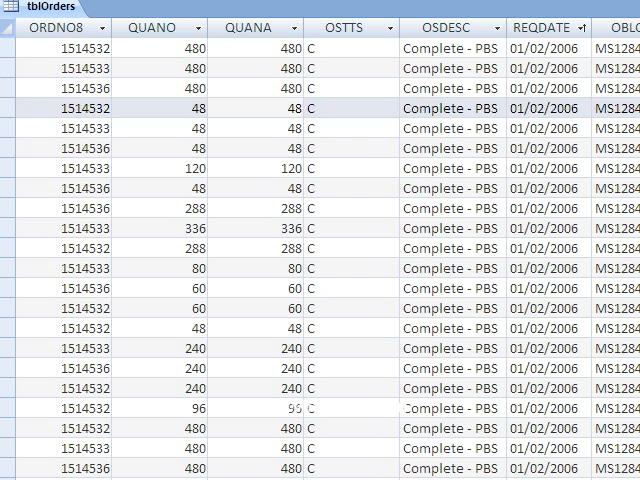 tblOrders
ORDNO8 QUANO QUANA OSTTS OSDESC REQDATE OBLO
1514532 480 480 C Complete - PBS 01/02/2006 MS1284
1514533 480 480 C Complete - PBS 01/02/2006 MS1284
1514536 480 480 C Complete - PBS 01/02/2006 MS1284
1514532 48 48 C Complete - PBS 01/02/2006 MS1284
1514533 48 48 C Complete - PBS 01/02/2006 MS1284
1514536 48 48 C Complete - PBS 01/02/2006 MS1284
1514533 120 120 C Complete - PBS 01/02/2006 MS1284
1514536 48 48 C Complete - PBS 01/02/2006 MS1284
1514536 288 288 C Complete - PBS 01/02/2006 MS1284
1514533 336 336 C Complete - PBS 01/02/2006 MS1284
1514532 288 288 C Complete - PBS 01/02/2006 MS1284
1514533 80 80 C Complete - PBS 01/02/2006 MS1284
1514536 60 60 C Complete - PBS 01/02/2006 MS1284
1514532 60 60 C Complete - PBS 01/02/2006 MS1284
1514532 48 48 C Complete - PBS 01/02/2006 MS1284
1514533 240 240 C Complete - PBS 01/02/2006 MS1284
1514536 240 240 C Complete - PBS 01/02/2006 MS1284
1514532 240 240 C Complete - PBS 01/02/2006 MS1284
1514532 96 96 C Complete - PBS 01/02/2006 MS1284
1514532 480 480 C Complete - PBS 01/02/2006 MS1284
1514533 480 480 C Complete - PBS 01/02/2006 MS1284
1514536 480 480 C Complete - PBS 01/02/2006 MS1284